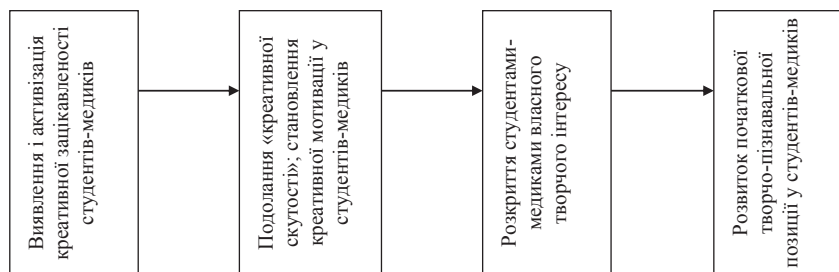 Виявлення і активізація
креативної зацікавленості
студентів-медиків
Подолання «креативної
скутості»; становлення
креативної мотивації у
студентів-медиків
Розкриття студентами-
медиками власного
творчого інтересу
Розвиток початкової
творчо-пізнавальної
позиції у студентів-медиків